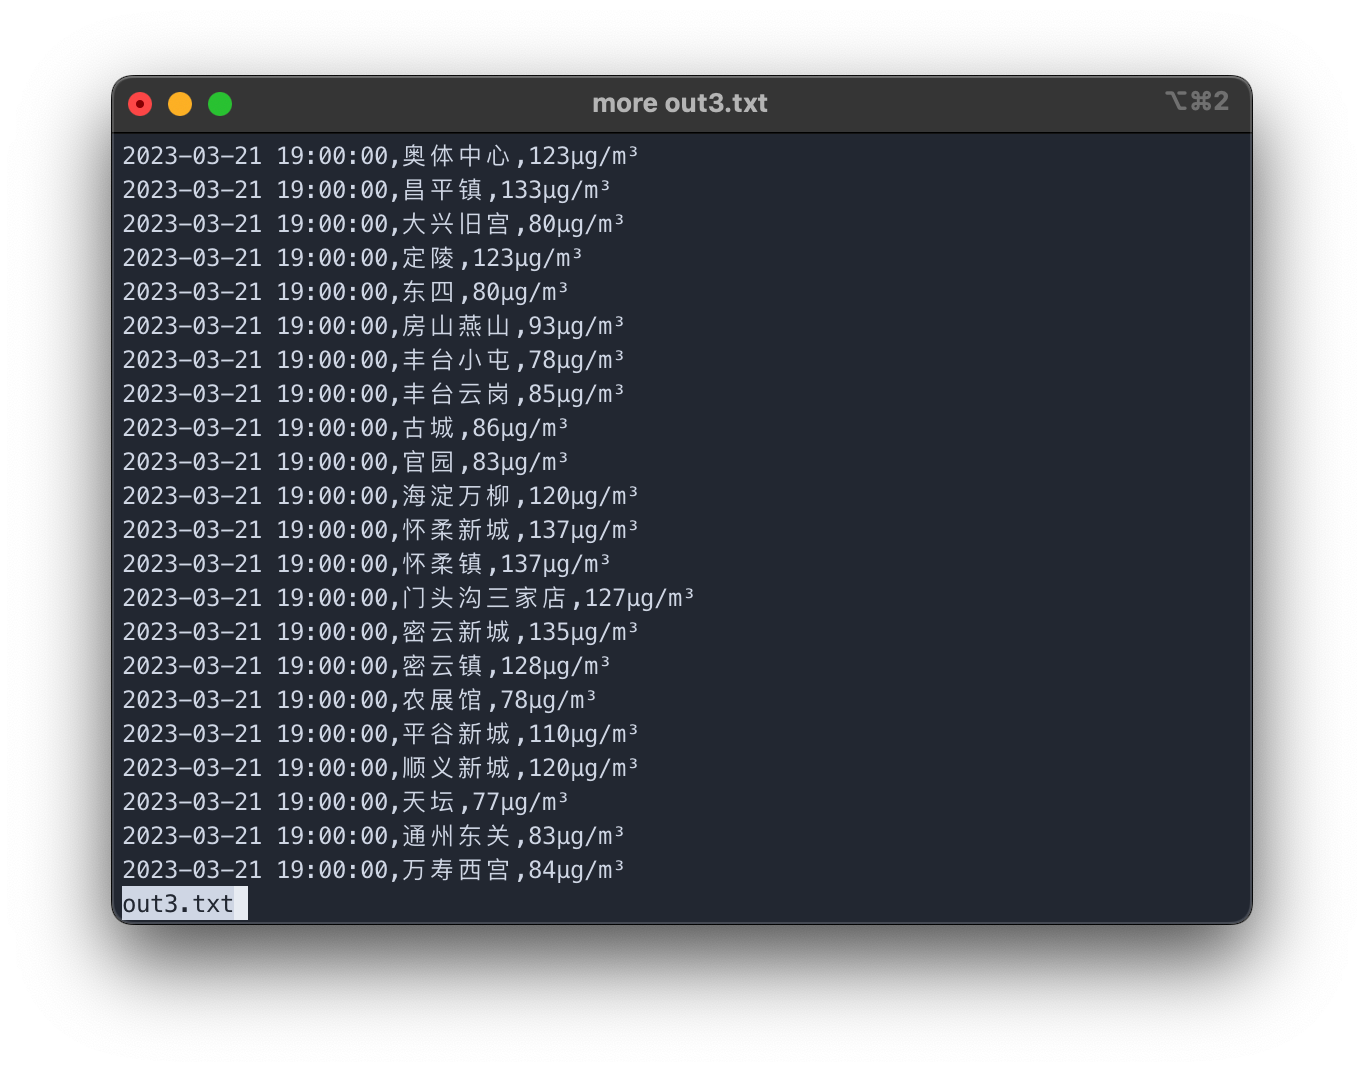 more out3.txt
⌥⌘2
2023-03-21 19:00:00,奥体中心,123μg/m³
2023-03-21 19:00:00,昌平镇,133μg/m³
2023-03-21 19:00:00,大兴旧宫,80μg/m³
2023-03-21 19:00:00,定陵,123μg/m³
2023-03-21 19:00:00,东四,80μg/m³
2023-03-21 19:00:00,房山燕山,93μg/m³
2023-03-21 19:00:00,丰台小屯,78μg/m³
2023-03-21 19:00:00,丰台云岗,85μg/m³
2023-03-21 19:00:00,古城,86μg/m³
2023-03-21 19:00:00,官园,83μg/m³
2023-03-21 19:00:00,海淀万柳,120μg/m³
2023-03-21 19:00:00,怀柔新城,137μg/m³
2023-03-21 19:00:00,怀柔镇,137μg/m³
2023-03-21 19:00:00,门头沟三家店,127μg/m³
2023-03-21 19:00:00,密云新城,135μg/m³
2023-03-21 19:00:00,密云镇,128μg/m³
2023-03-21 19:00:00,农展馆,78μg/m³
2023-03-21 19:00:00,平谷新城,110μg/m³
2023-03-21 19:00:00,顺义新城,120μg/m³
2023-03-21 19:00:00,天坛,77μg/m³
2023-03-21 19:00:00,通州东关,83μg/m³
2023-03-21 19:00:00,万寿西宫,84μg/m³
out3.txt